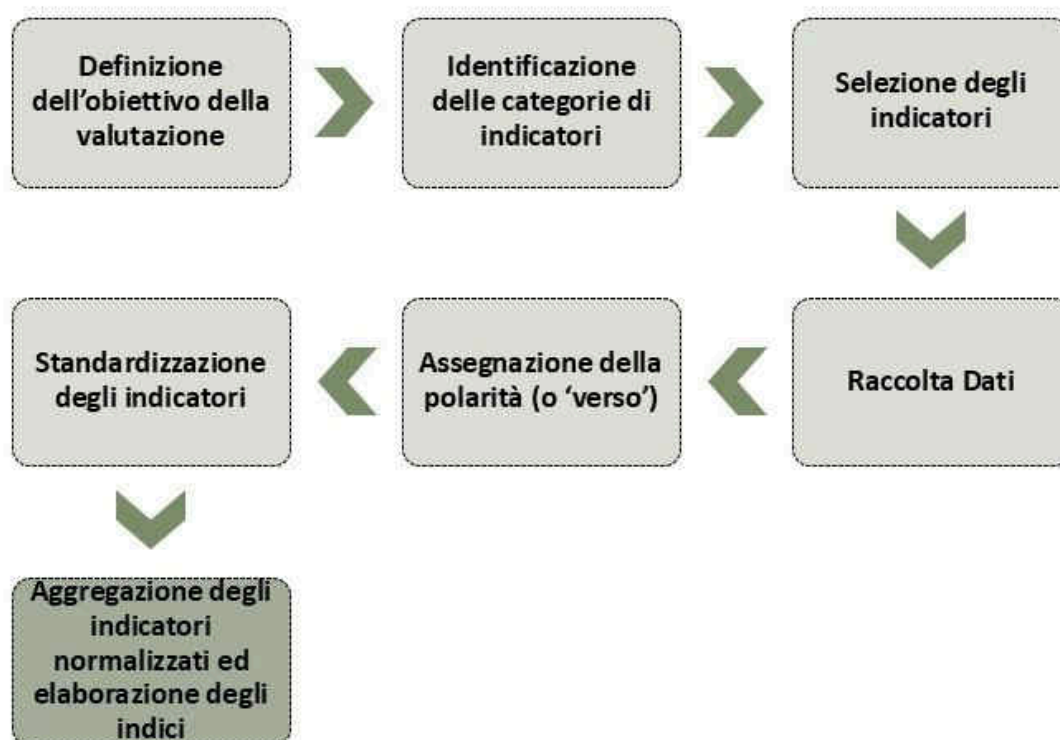 Definizione
dell’obiettivo della
valutazione
Identificazione
delle categorie di
indicatori
Selezione degli
indicatori
Raccolta Dati
Assegnazione della
polarità (o ‘verso’)
Standardizzazione
degli indicatori
Aggregazione degli
indicatori
normalizzati ed
elaborazione degli
indici